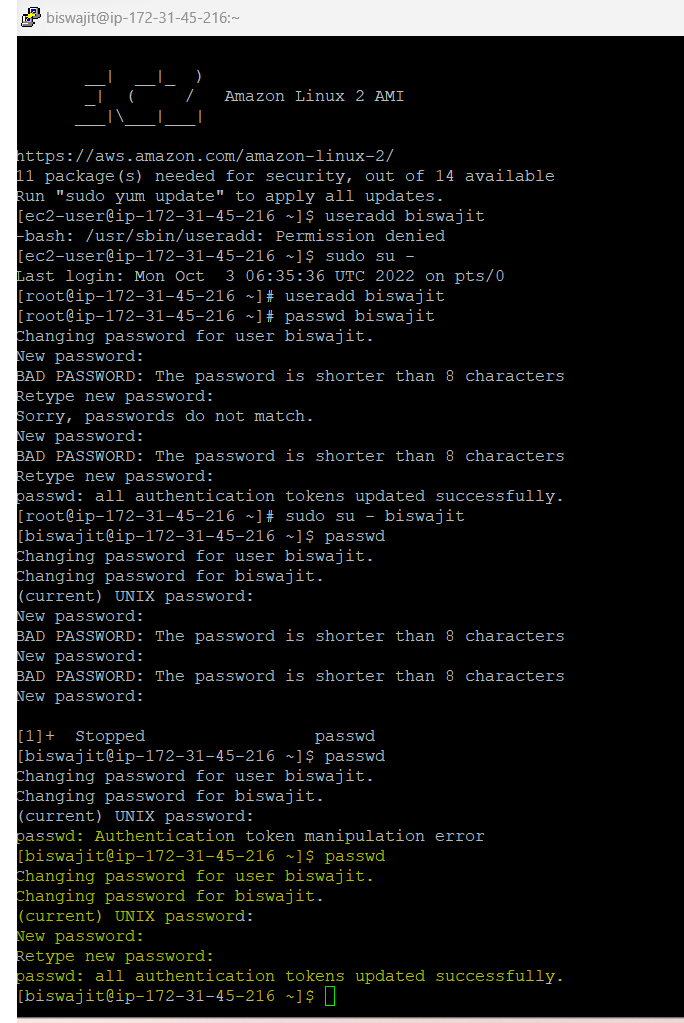 biswajit@ip-172-31-45-216:~
__|  __|_  )
_|  (     /   Amazon Linux 2 AMI
___|\___|___|
https://aws.amazon.com/amazon-linux-2/
11 package(s) needed for security, out of 14 available
Run "sudo yum update" to apply all updates.
[ec2-user@ip-172-31-45-216 ~]$ useradd biswajit
-bash: /usr/sbin/useradd: Permission denied
[ec2-user@ip-172-31-45-216 ~]$ sudo su -
Last login: Mon Oct  3 06:35:36 UTC 2022 on pts/0
[root@ip-172-31-45-216 ~]# useradd biswajit
[root@ip-172-31-45-216 ~]# passwd biswajit
Changing password for user biswajit.
New password:
BAD PASSWORD: The password is shorter than 8 characters
Retype new password:
Sorry, passwords do not match.
New password:
BAD PASSWORD: The password is shorter than 8 characters
Retype new password:
passwd: all authentication tokens updated successfully.
[root@ip-172-31-45-216 ~]# sudo su - biswajit
[biswajit@ip-172-31-45-216 ~]$ passwd
Changing password for user biswajit.
Changing password for biswajit.
(current) UNIX password:
New password:
BAD PASSWORD: The password is shorter than 8 characters
New password:
BAD PASSWORD: The password is shorter than 8 characters
New password:
[1]+  Stopped                 passwd
[biswajit@ip-172-31-45-216 ~]$ passwd
Changing password for user biswajit.
Changing password for biswajit.
(current) UNIX password:
passwd: Authentication token manipulation error
[biswajit@ip-172-31-45-216 ~]$ passwd
Changing password for user biswajit.
Changing password for biswajit.
(current) UNIX password:
New password:
Retype new password:
passwd: all authentication tokens updated successfully.
[biswajit@ip-172-31-45-216 ~]$